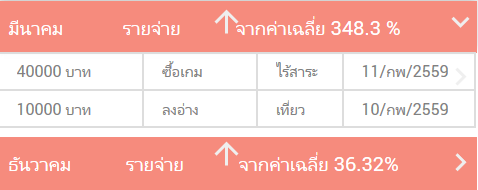 มีนาคม รายจ่าย จากค่าเฉลี่ย 348.3 %
40000 บาท ซื้อเกม ไร้สาระ 11/กพ/2559
10000 บาท ลงอ่าง เที่ยว 10/กพ/2559
ธันวาคม รายจ่าย จากค่าเฉลี่ย 36.32%